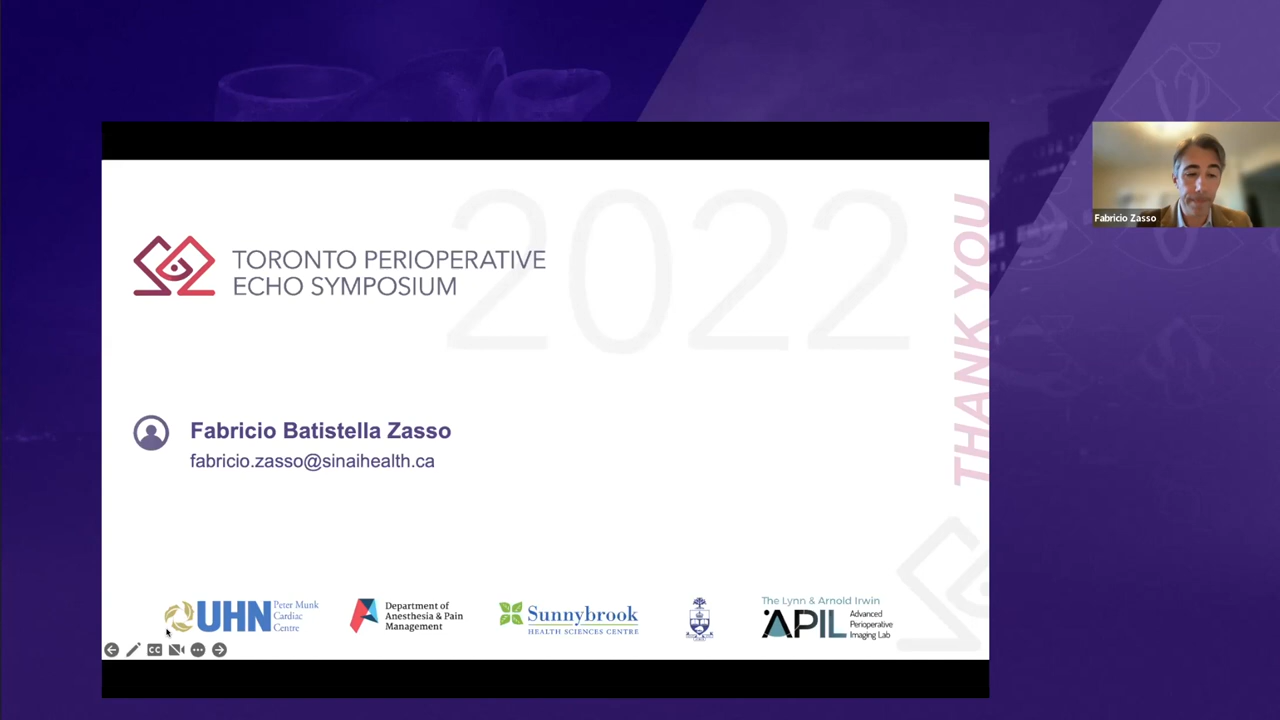 2022
TORONTO PERIOPERATIVE
ECHO SYMPOSIUM
THANK YOU
Fabricio Zasso
Fabricio Batistella Zasso
fabricio.zasso@sinaihealth.ca
UHN
Peter Munk
Cardiac
Centre
Department of
Anesthesia & Pain
Management
Sunnybrook
HEALTH SCIENCES CENTRE
The Lynn & Arnold Irwin
APIL
Advanced
Perioperative
Imaging Lab
CC